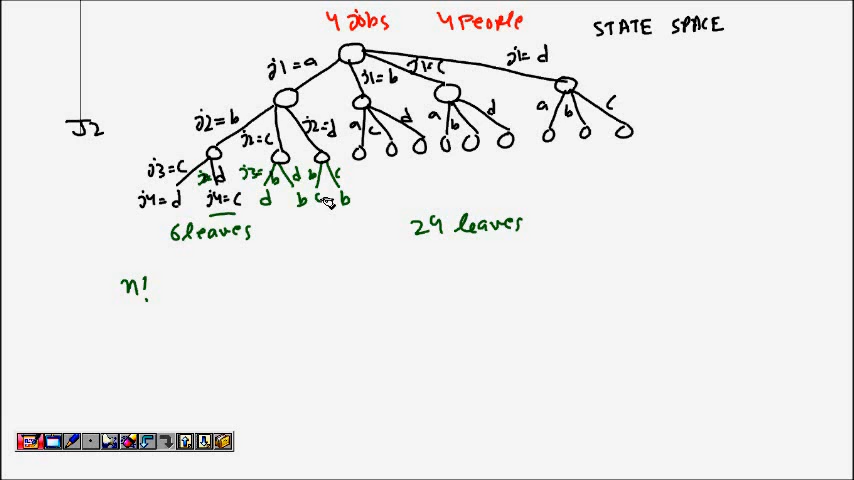 4 jobs 4 People STATE SPACE
j1=a j1=b j1=c j1=d
J2
j2=b j2=c j2=d a c d a b d a b c
j3=c d j3=b d b c
j4=d j4=c d b c b
6 leaves 24 leaves
n!